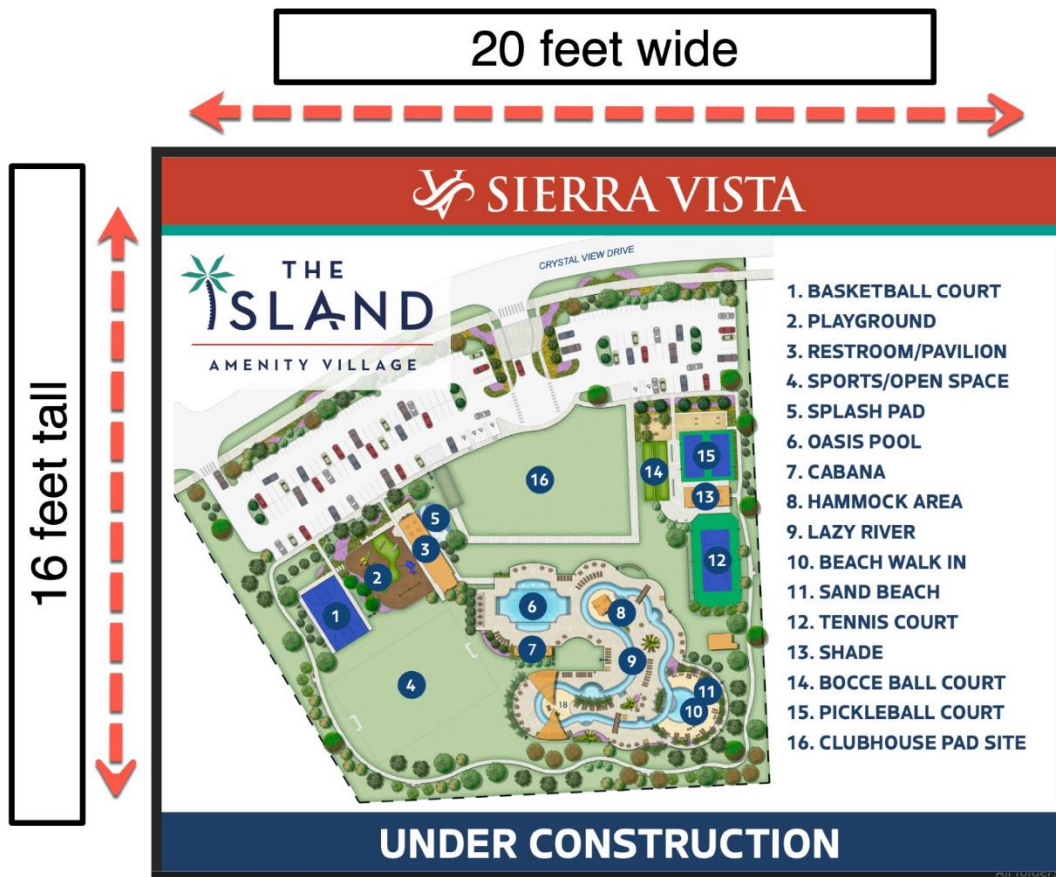 20 feet wide
16 feet tall
SIERRA VISTA
THE
ISLAND
AMENITY VILLAGE
CRYSTAL VIEW DRIVE
1. BASKETBALL COURT
2. PLAYGROUND
3. RESTROOM/PAVILION
4. SPORTS/OPEN SPACE
5. SPLASH PAD
6. OASIS POOL
7. CABANA
8. HAMMOCK AREA
9. LAZY RIVER
10. BEACH WALK IN
11. SAND BEACH
12. TENNIS COURT
13. SHADE
14. BOCCE BALL COURT
15. PICKLEBALL COURT
16. CLUBHOUSE PAD SITE
15
14
16
13
5
3
12
2
1
6
8
7
9
4
11
18
10
UNDER CONSTRUCTION